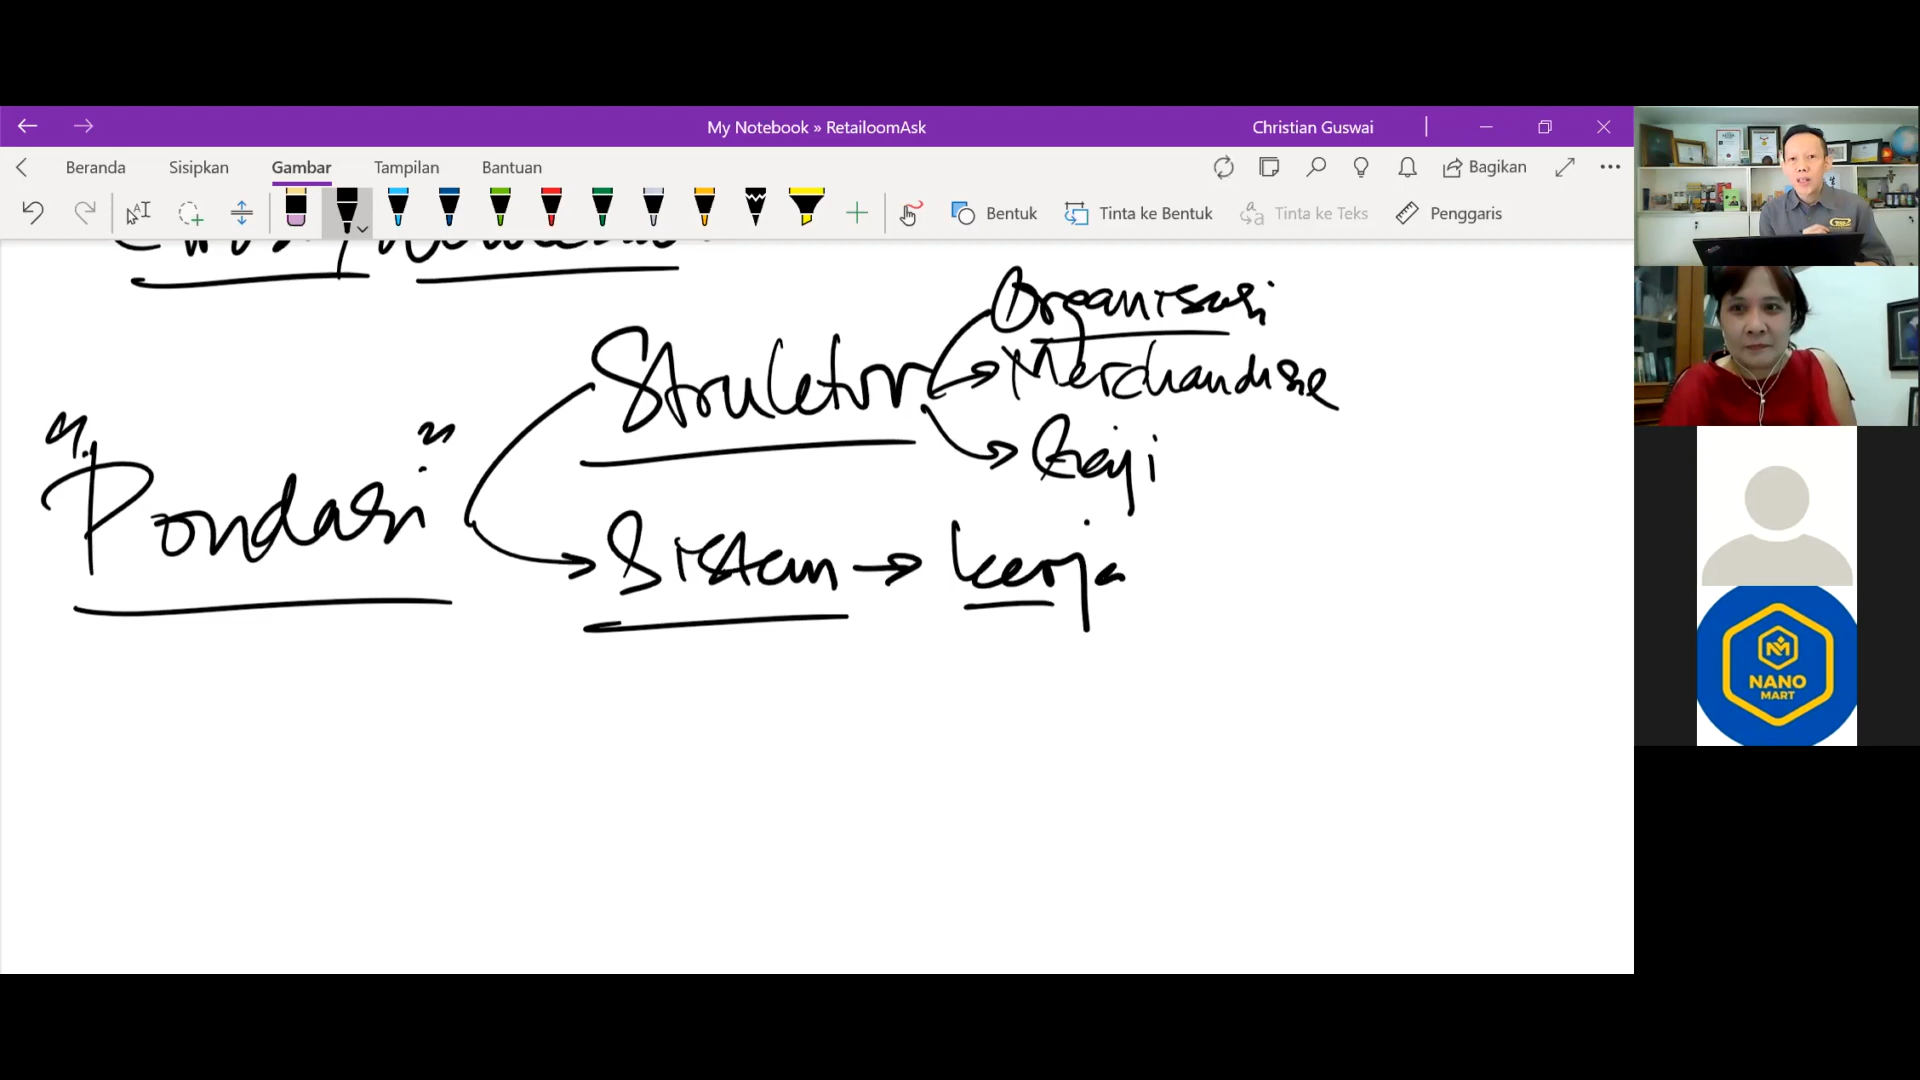 My Notebook » RetailoomAsk
Christian Guswai
Beranda Sisipkan Gambar Tampilan Bantuan
Bagikan
Bentuk Tinta ke Bentuk Tinta ke Teks Penggaris
Organisasi
Struktur
Merchandise
Gaji
"Pondasi"
Sistem → kerja
NANO
MART